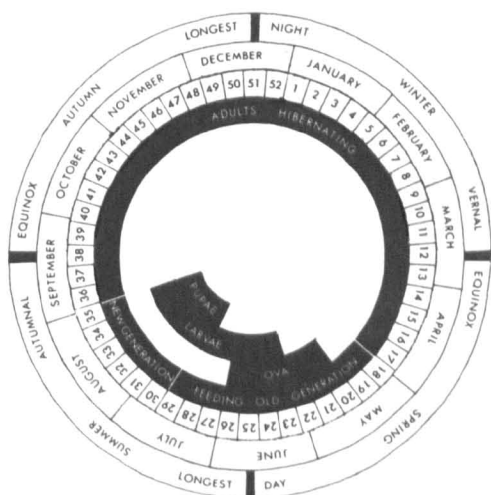 LONGEST NIGHT
WINTER
VERNAL EQUINOX
SPRING
LONGEST DAY
SUMMER
AUTUMNAL EQUINOX
AUTUMN
JANUARY
FEBRUARY
MARCH
APRIL
MAY
JUNE
JULY
AUGUST
SEPTEMBER
OCTOBER
NOVEMBER
DECEMBER
1 2 3 4 5 6 7 8 9 10 11 12 13 14 15 16 17 18 19 20 21 22 23 24 25 26 27 28 29 30 31 32 33 34 35 36 37 38 39 40 41 42 43 44 45 46 47 48 49 50 51 52
ADULTS HIBERNATING
FEEDING OLD GENERATION
NEW GENERATION
OVA
LARVAE
PUPAE